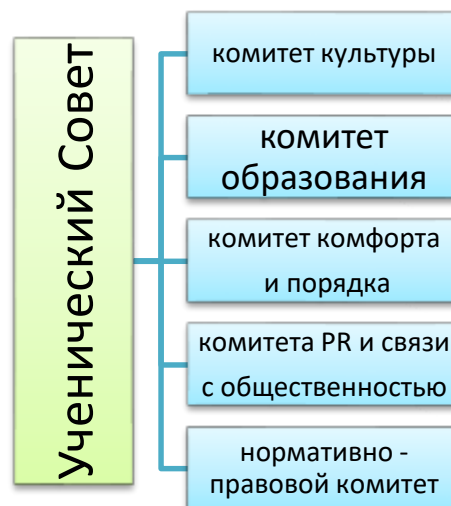 Ученический Совет
комитет культуры
комитет
образования
комитет комфорта
и порядка
комитета PR и связи
с общественностью
нормативно -
правовой комитет